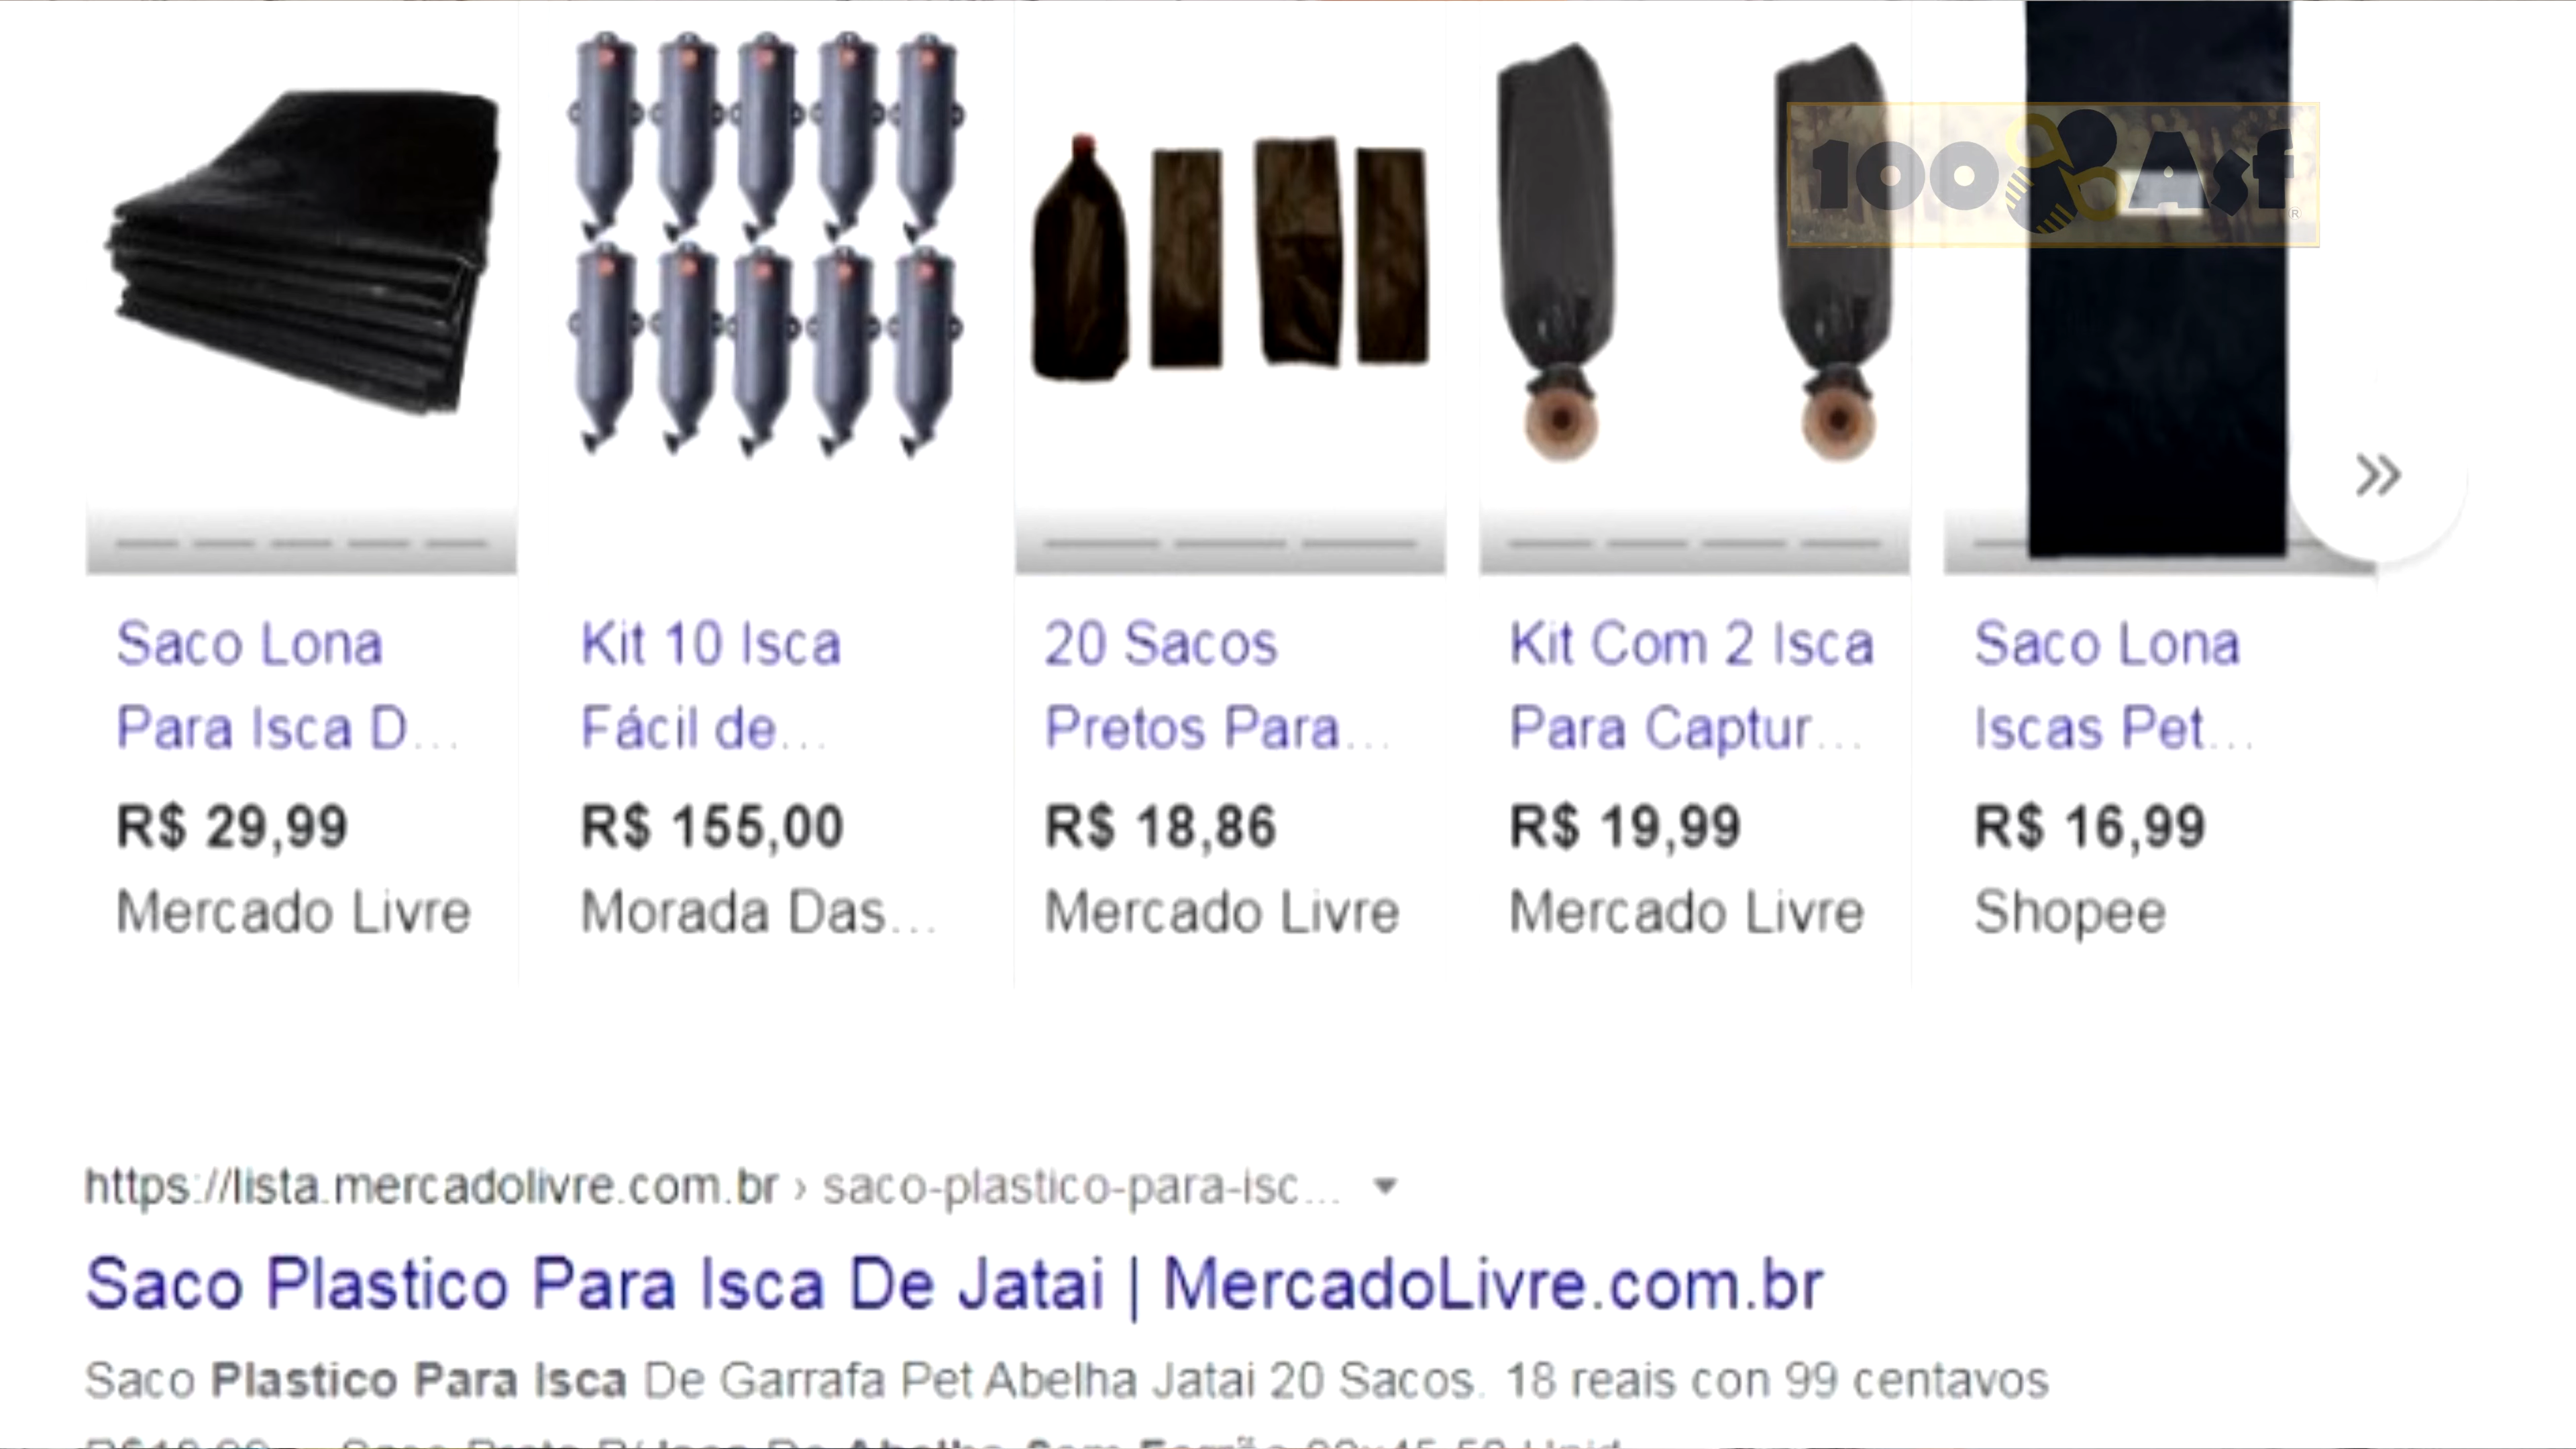 100 Asf
®
Saco Lona
Para Isca D...
R$ 29,99
Mercado Livre
Kit 10 Isca
Fácil de...
R$ 155,00
Morada Das...
20 Sacos
Pretos Para...
R$ 18,86
Mercado Livre
Kit Com 2 Isca
Para Captur...
R$ 19,99
Mercado Livre
Saco Lona
Iscas Pet...
R$ 16,99
Shopee
https://lista.mercadolivre.com.br › saco-plastico-para-isc...
Saco Plastico Para Isca De Jatai | MercadoLivre.com.br
Saco Plastico Para Isca De Garrafa Pet Abelha Jatai 20 Sacos. 18 reais con 99 centavos